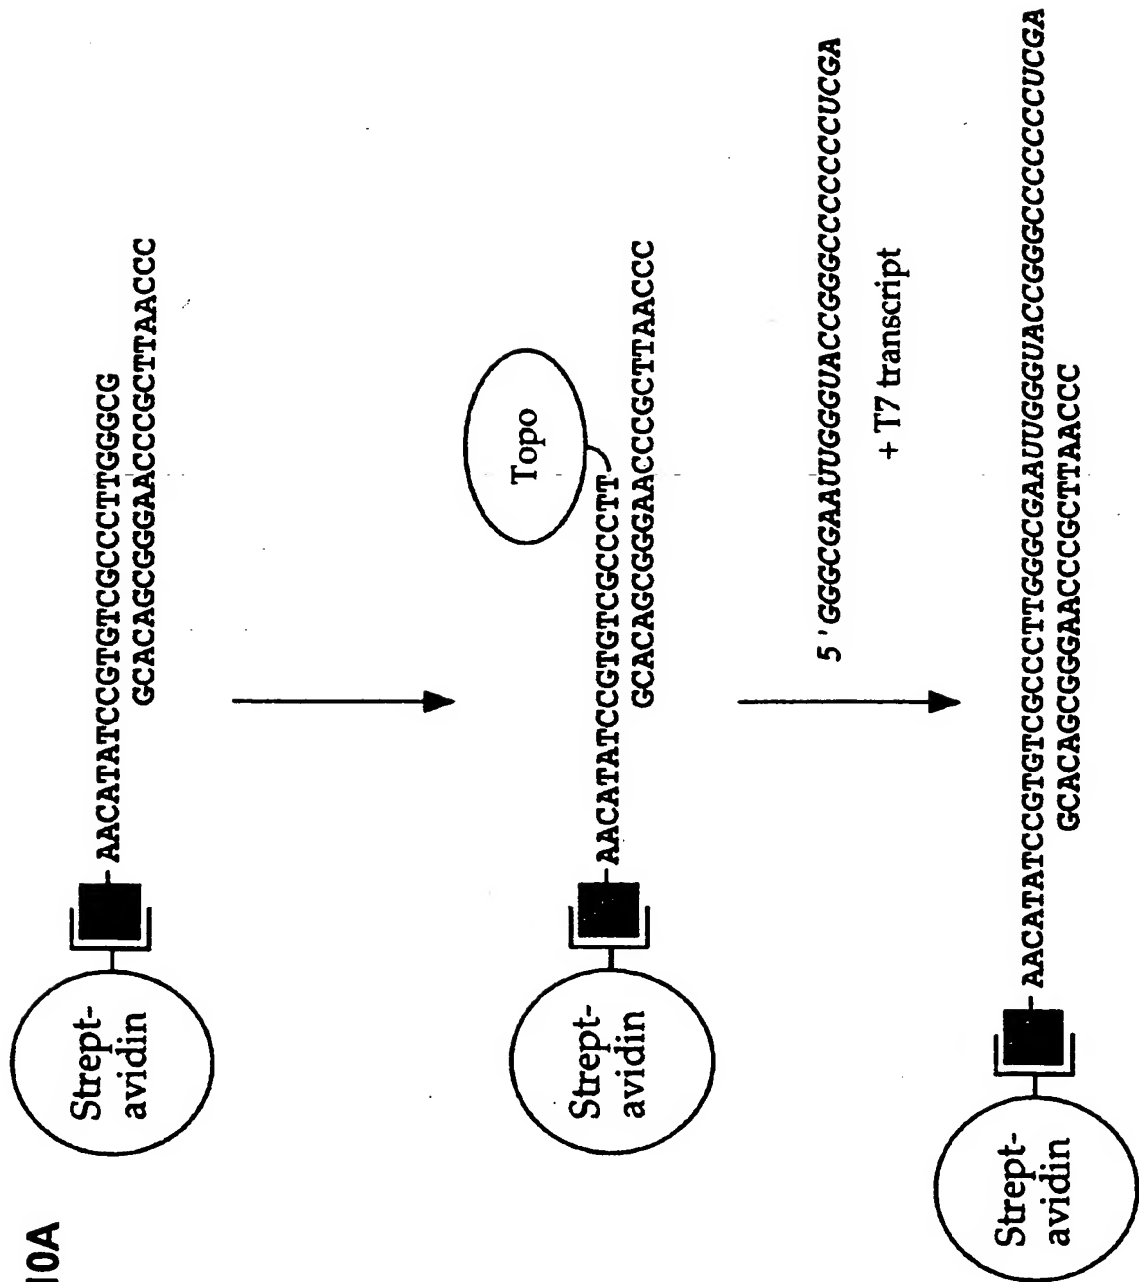 10A
Strept-
avidin
AACATATCCGTGTCGCCCTTGGGCG
GCACAGCGGGAACCCGCTTAACCC
Topo
Strept-
avidin
AACATATCCGTGTCGCCCTT
GCACAGCGGGAACCCGCTTAACCC
5'GGGCGAAUUGGGUACCGGGCCCCCCCUCGA
+ T7 transcript
Strept-
avidin
AACATATCCGTGTCGCCCTTGGGCGAAUUGGGUACCGGGCCCCCCCUCGA
GCACAGCGGGAACCCGCTTAACCC